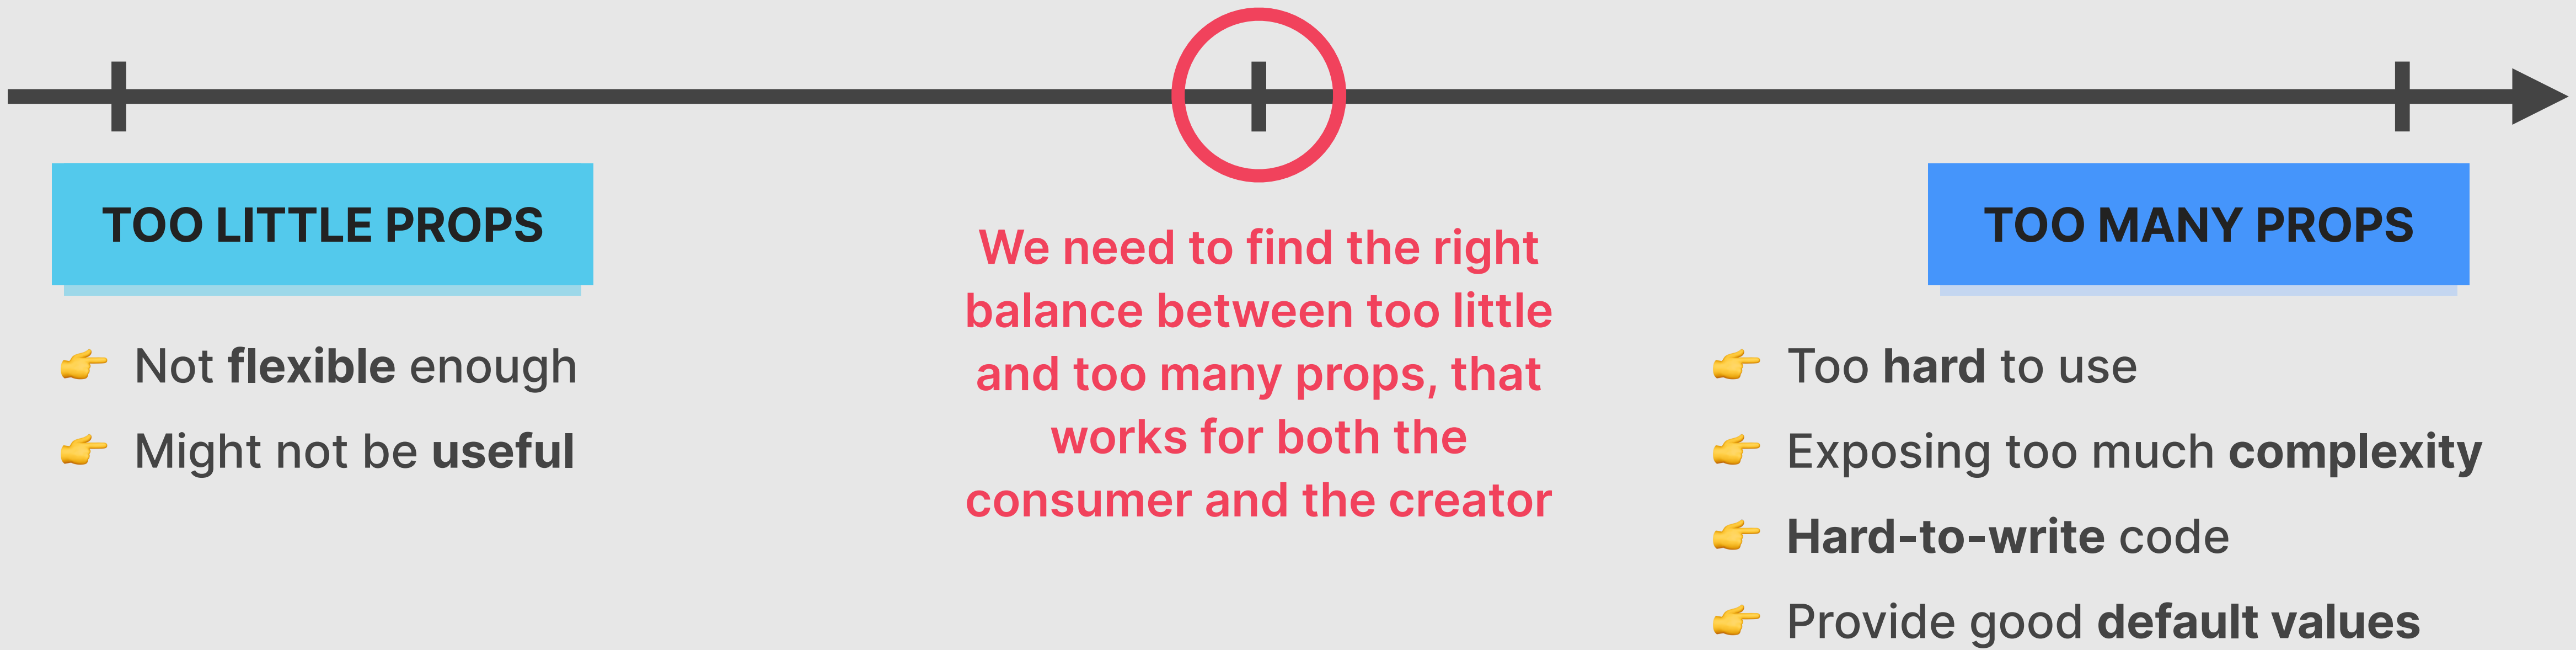 TOO LITTLE PROPS
Not flexible enough
Might not be useful
We need to find the right
balance between too little
and too many props, that
works for both the
consumer and the creator
TOO MANY PROPS
Too hard to use
Exposing too much complexity
Hard-to-write code
Provide good default values